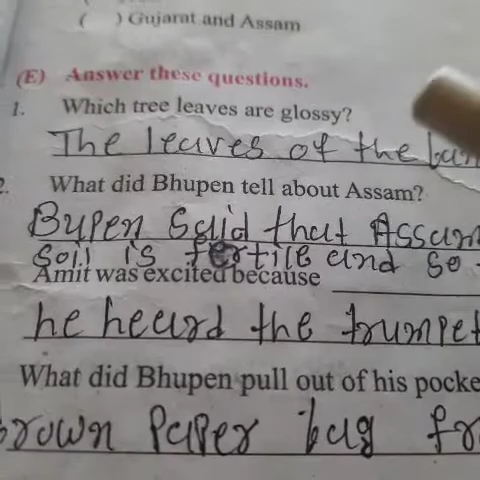 ( ) Gujarat and Assam
(E) Answer these questions.
1. Which tree leaves are glossy?
The leaves of the
2. What did Bhupen tell about Assam?
Bupen Said that Assam
soil is fertile and so
Amit was excited because
he heard the trumpet
What did Bhupen pull out of his pocke
Brown Paper bag